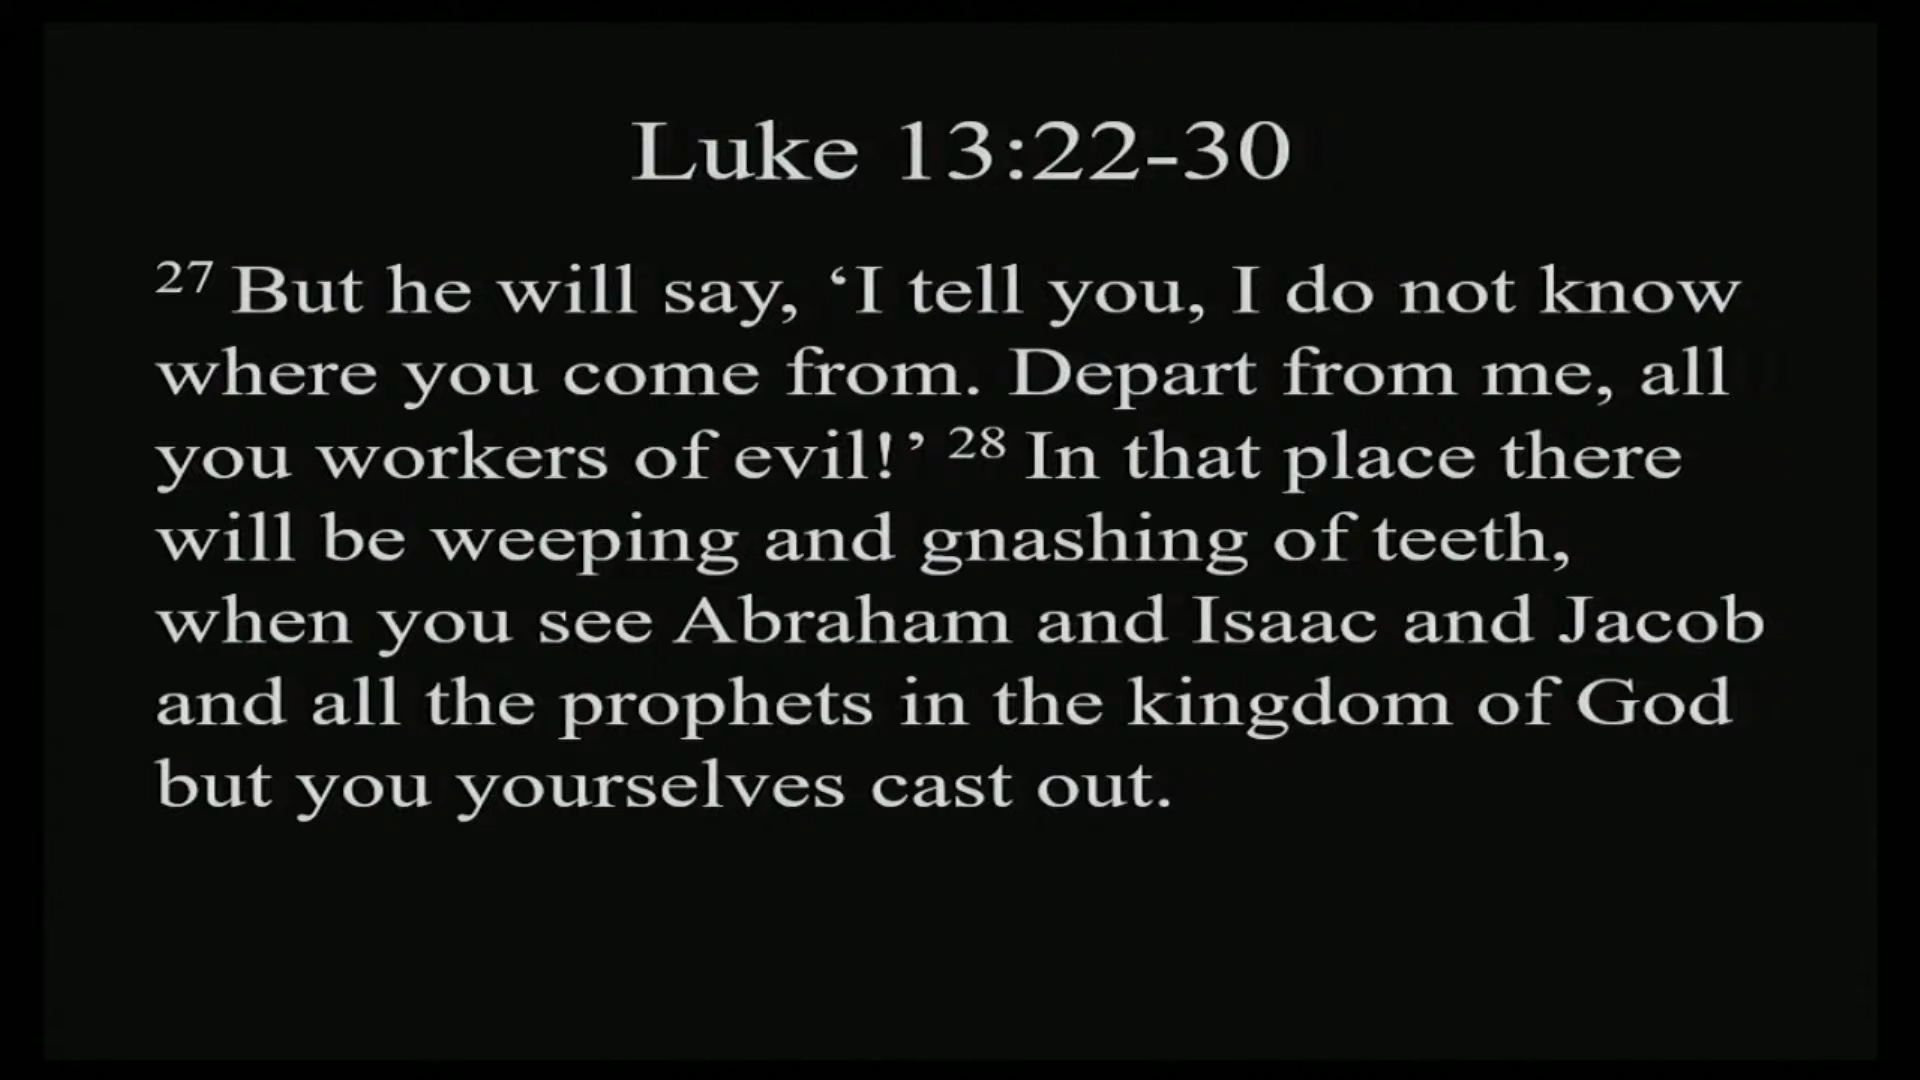 Luke 13:22-30
27 But he will say, ‘I tell you, I do not know
where you come from. Depart from me, all
you workers of evil!’ 28 In that place there
will be weeping and gnashing of teeth,
when you see Abraham and Isaac and Jacob
and all the prophets in the kingdom of God
but you yourselves cast out.